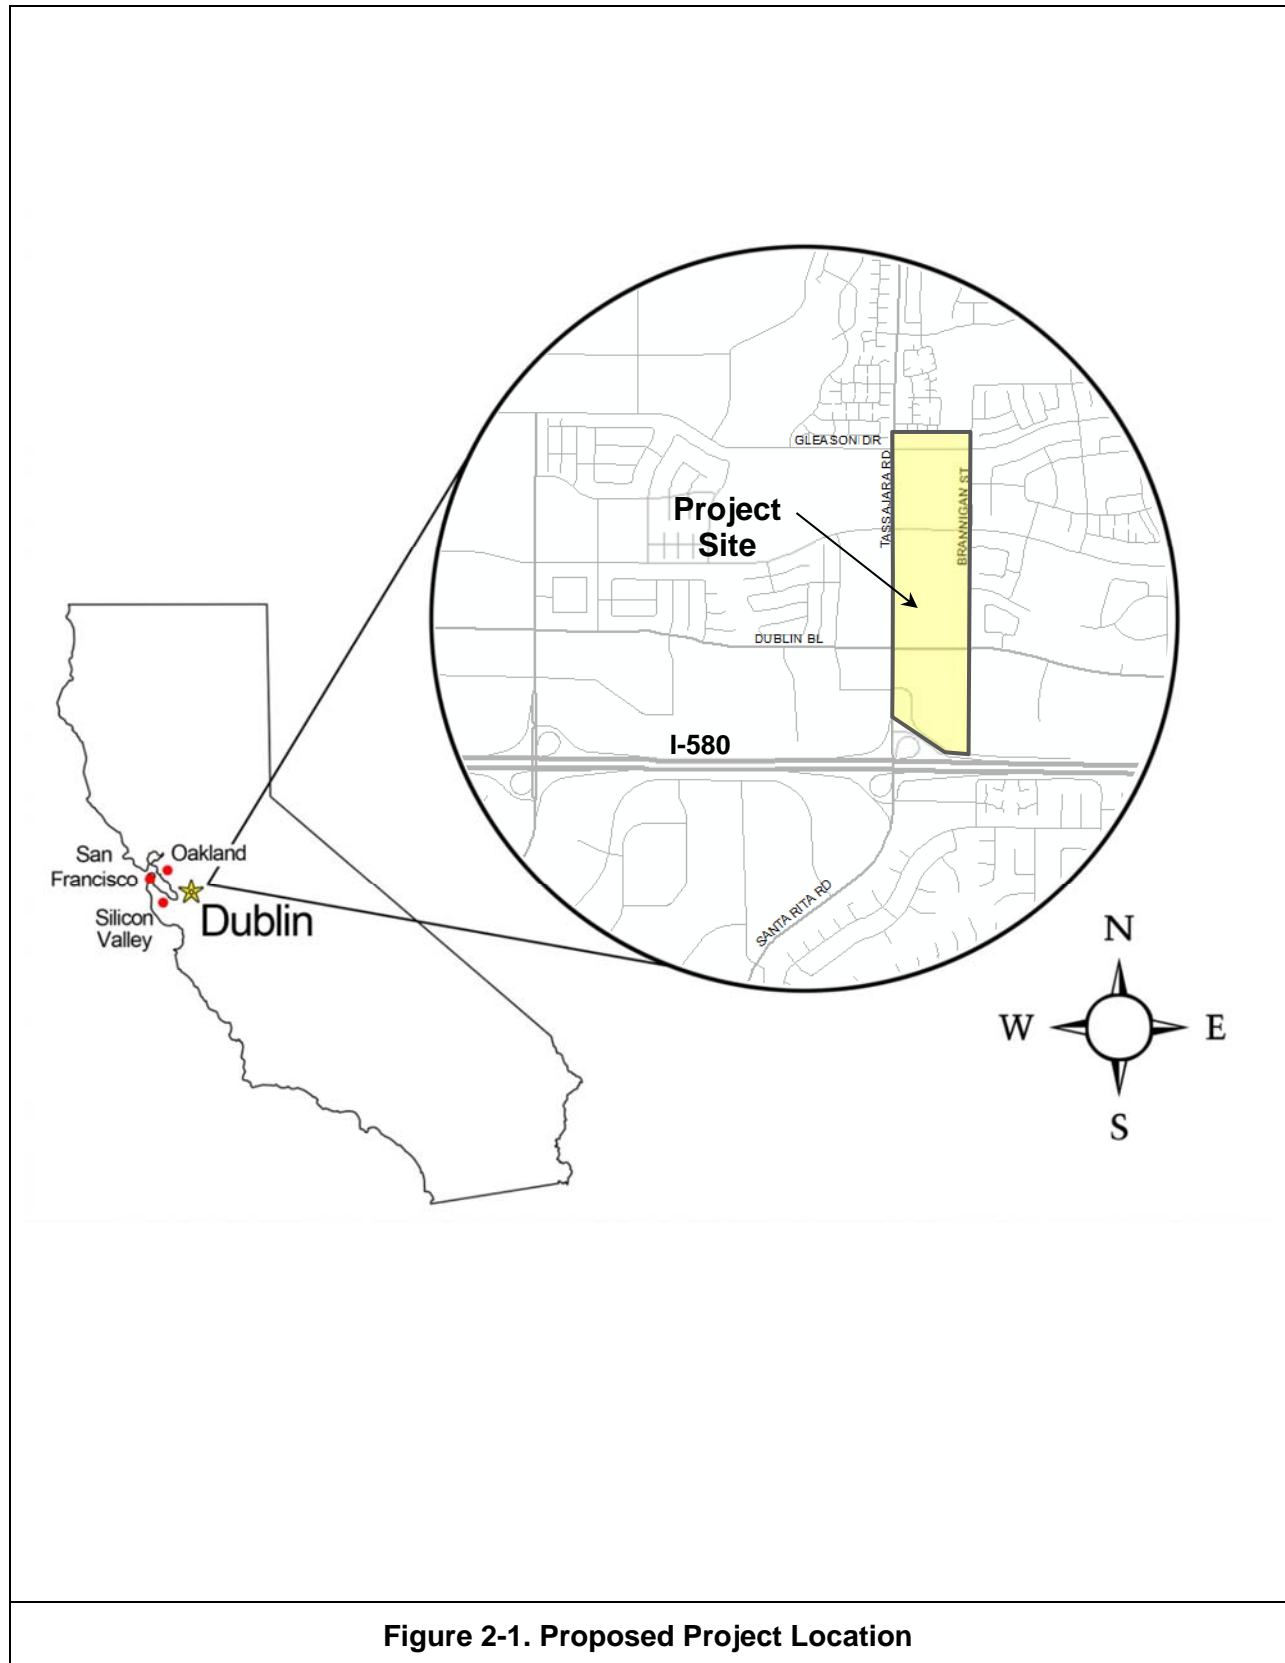 GLEASON DR
TASSAJARA RD
BRANNIGAN ST
Project
Site
DUBLIN BL
I-580
SANTA RITA RD
San
Francisco
Oakland
Silicon
Valley
Dublin
N
W
E
S
Figure 2-1. Proposed Project Location